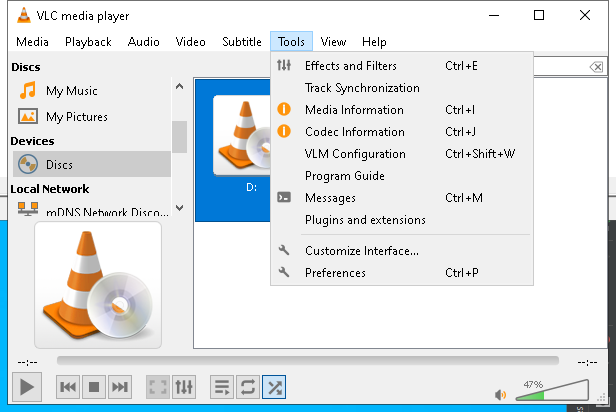 VLC media player
Media Playback Audio Video Subtitle Tools View Help
Discs
My Music
My Pictures
Devices
Discs
Local Network
mDNS Network Disco...
D:
Effects and Filters Ctrl+E
Track Synchronization
Media Information Ctrl+I
Codec Information Ctrl+J
VLM Configuration Ctrl+Shift+W
Program Guide
Messages Ctrl+M
Plugins and extensions
Customize Interface...
Preferences Ctrl+P
--:-- --:--
47%